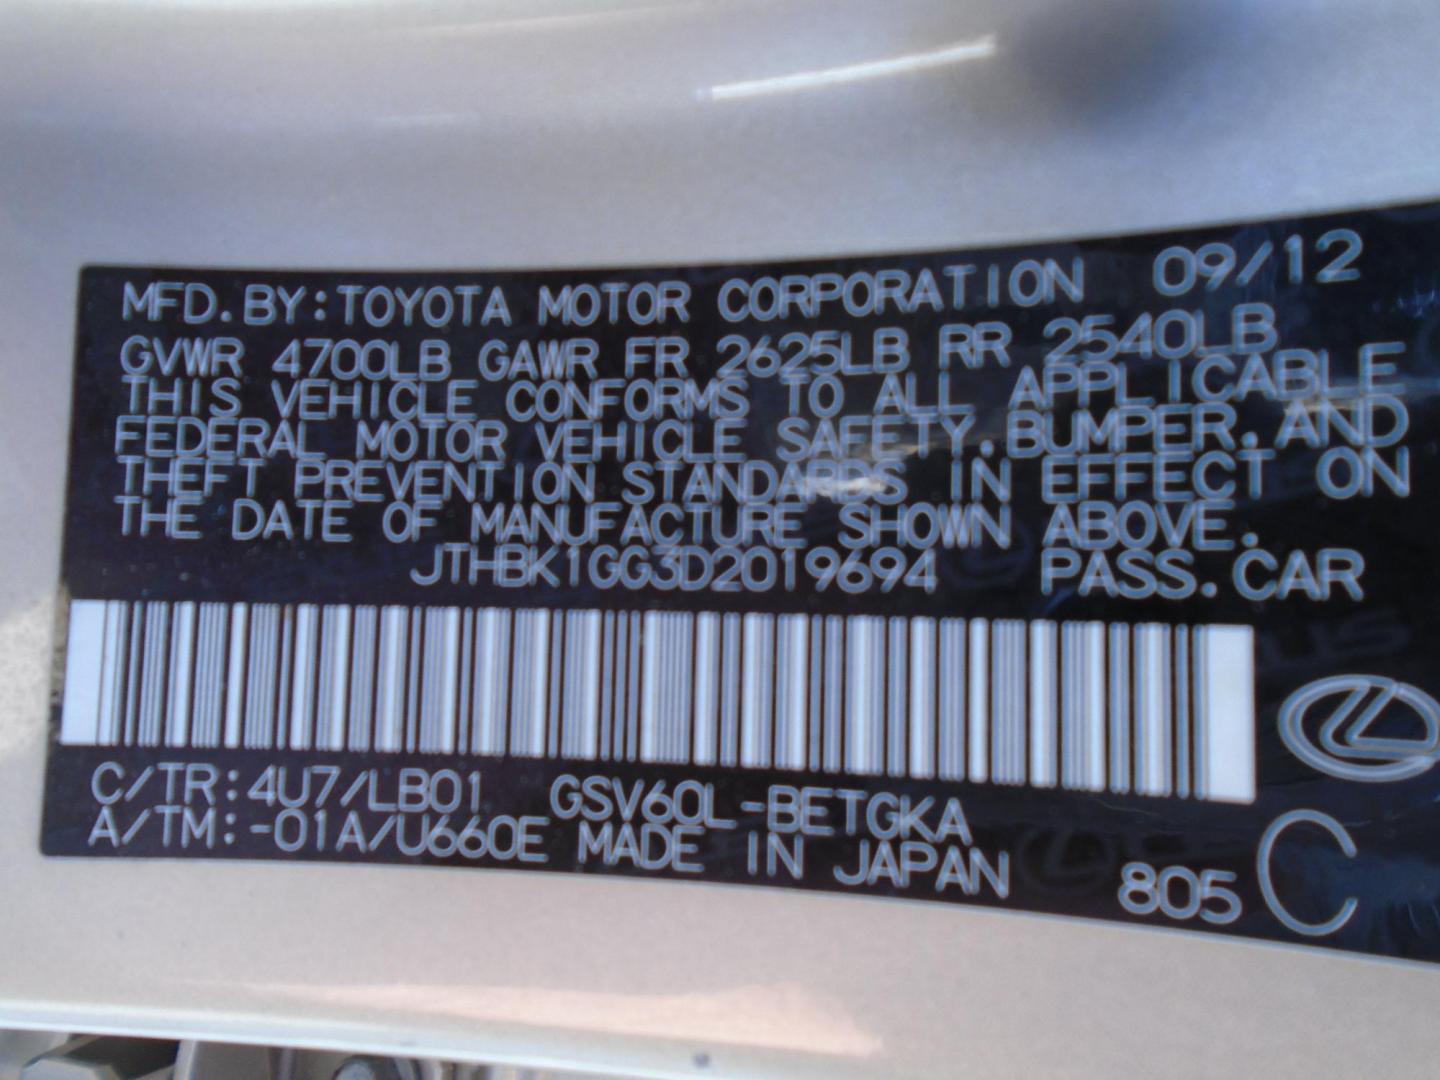 MFD. BY: TOYOTA MOTOR CORPORATION 09/12
GVWR 4700LB GAWR FR 2625LB RR 2540LB
THIS VEHICLE CONFORMS TO ALL APPLICABLE
FEDERAL MOTOR VEHICLE SAFETY, BUMPER, AND
THEFT PREVENTION STANDARDS IN EFFECT ON
THE DATE OF MANUFACTURE SHOWN ABOVE.
JTHBK1GG3D2019694 PASS. CAR
C/TR: 4U7/LB01 GSV60L-BETGKA
A/TM: -01A/U660E MADE IN JAPAN 805 C